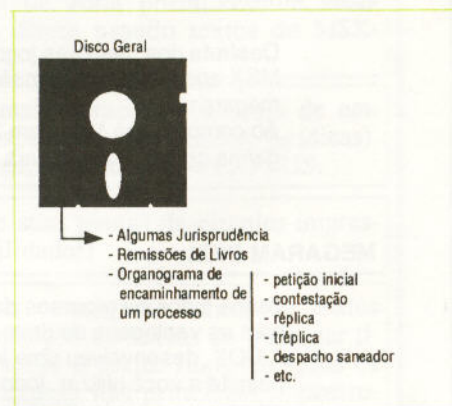 Disco Geral
- Algumas Jurisprudência
- Remissões de Livros
- Organograma de
encaminhamento de
um processo
- petição inicial
- contestação
- réplica
- tréplica
- despacho saneador
- etc.